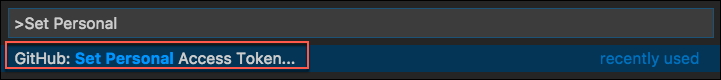 >Set Personal
GitHub: Set Personal Access Token... recently used